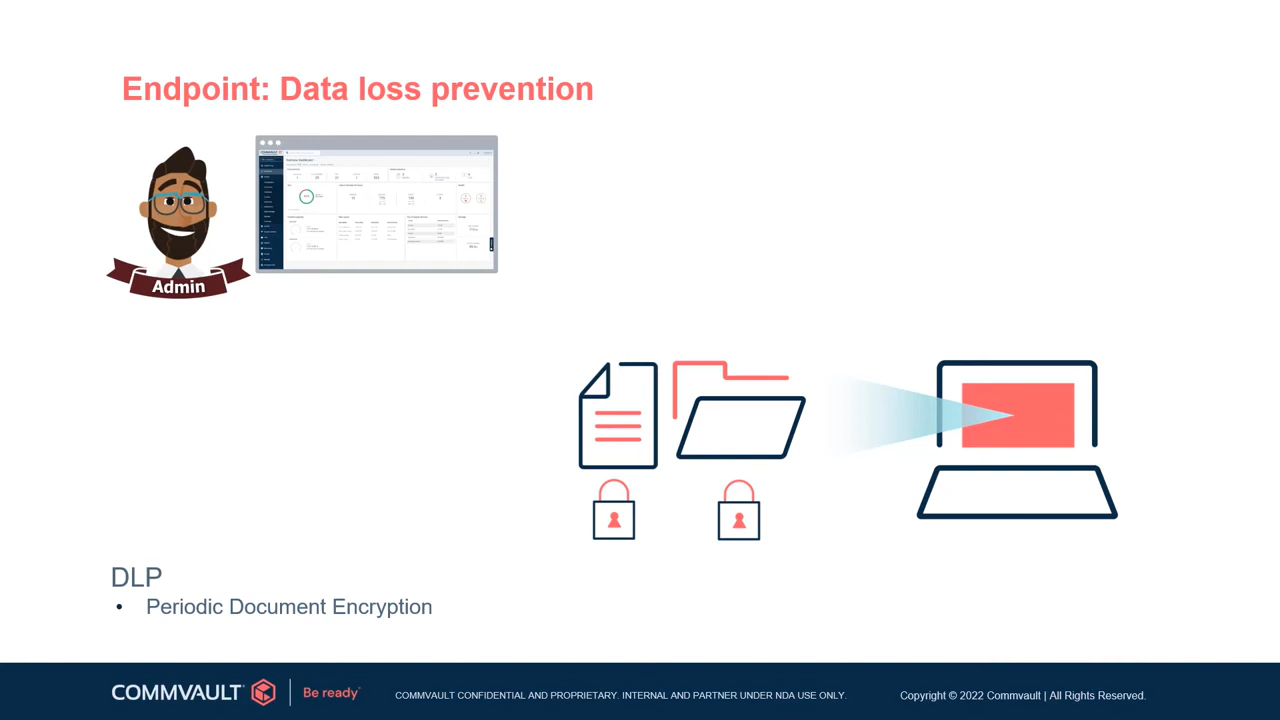 Endpoint: Data loss prevention
COMMVAULT
Admin
DLP
• Periodic Document Encryption
COMMVAULT Be ready
COMMVAULT CONFIDENTIAL AND PROPRIETARY. INTERNAL AND PARTNER UNDER NDA USE ONLY.
Copyright © 2022 Commvault | All Rights Reserved.